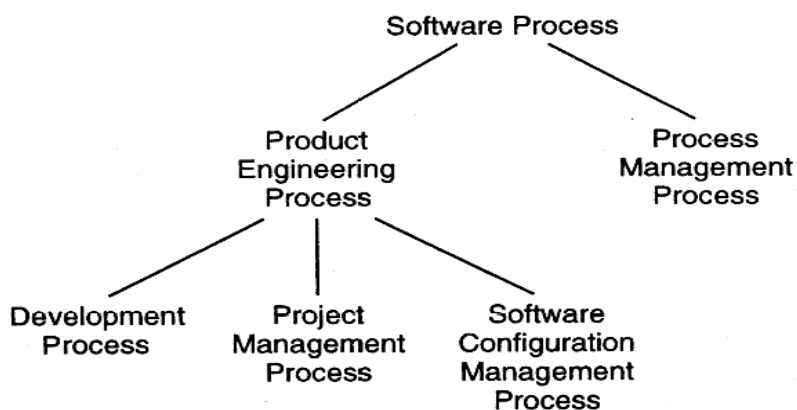 Software Process
Product
Engineering
Process
Process
Management
Process
Development
Process
Project
Management
Process
Software
Configuration
Management
Process